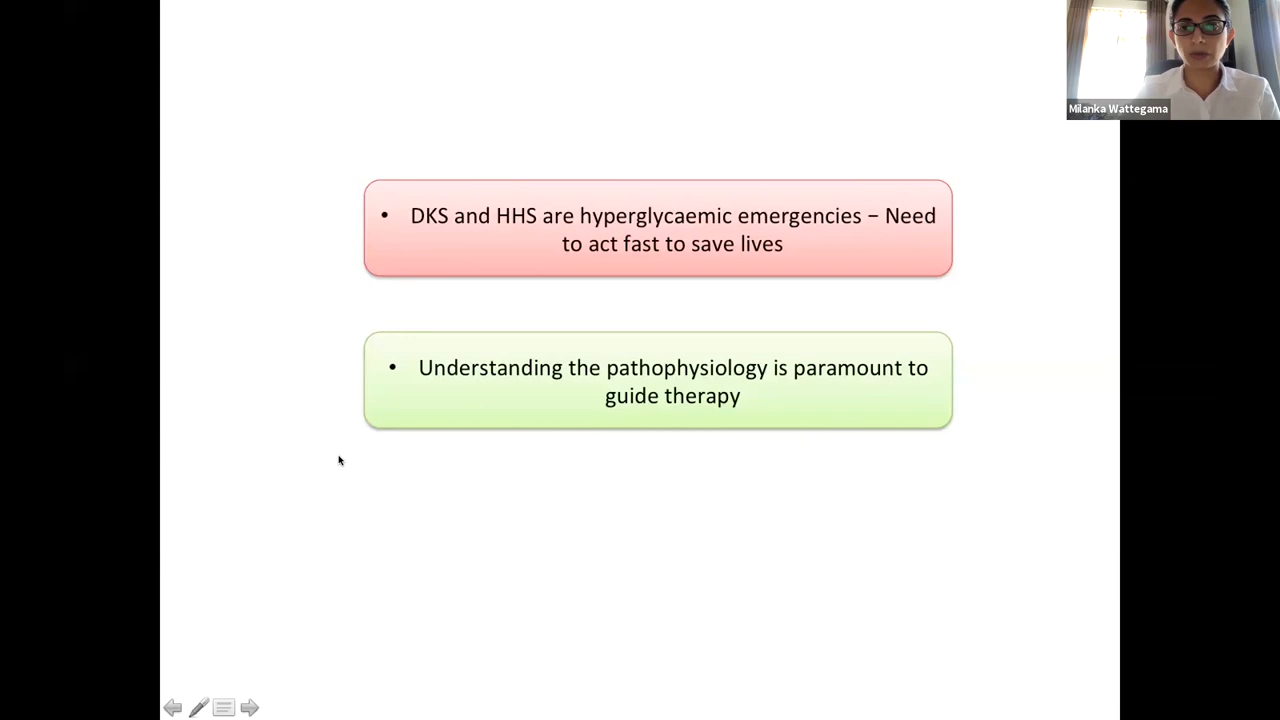 Milanka Wattegama
• DKS and HHS are hyperglycaemic emergencies – Need
to act fast to save lives
• Understanding the pathophysiology is paramount to
guide therapy